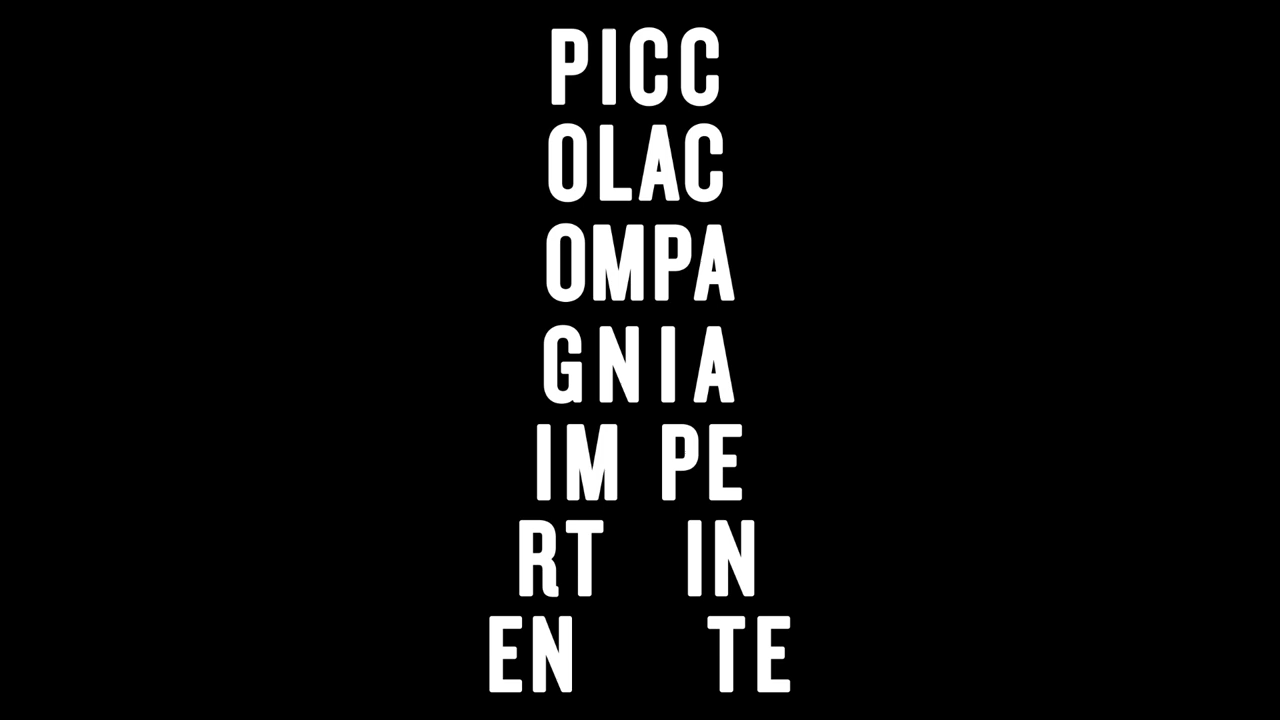 PICC
OLAC
OMPA
GNIA
IM PE
RT IN
EN TE